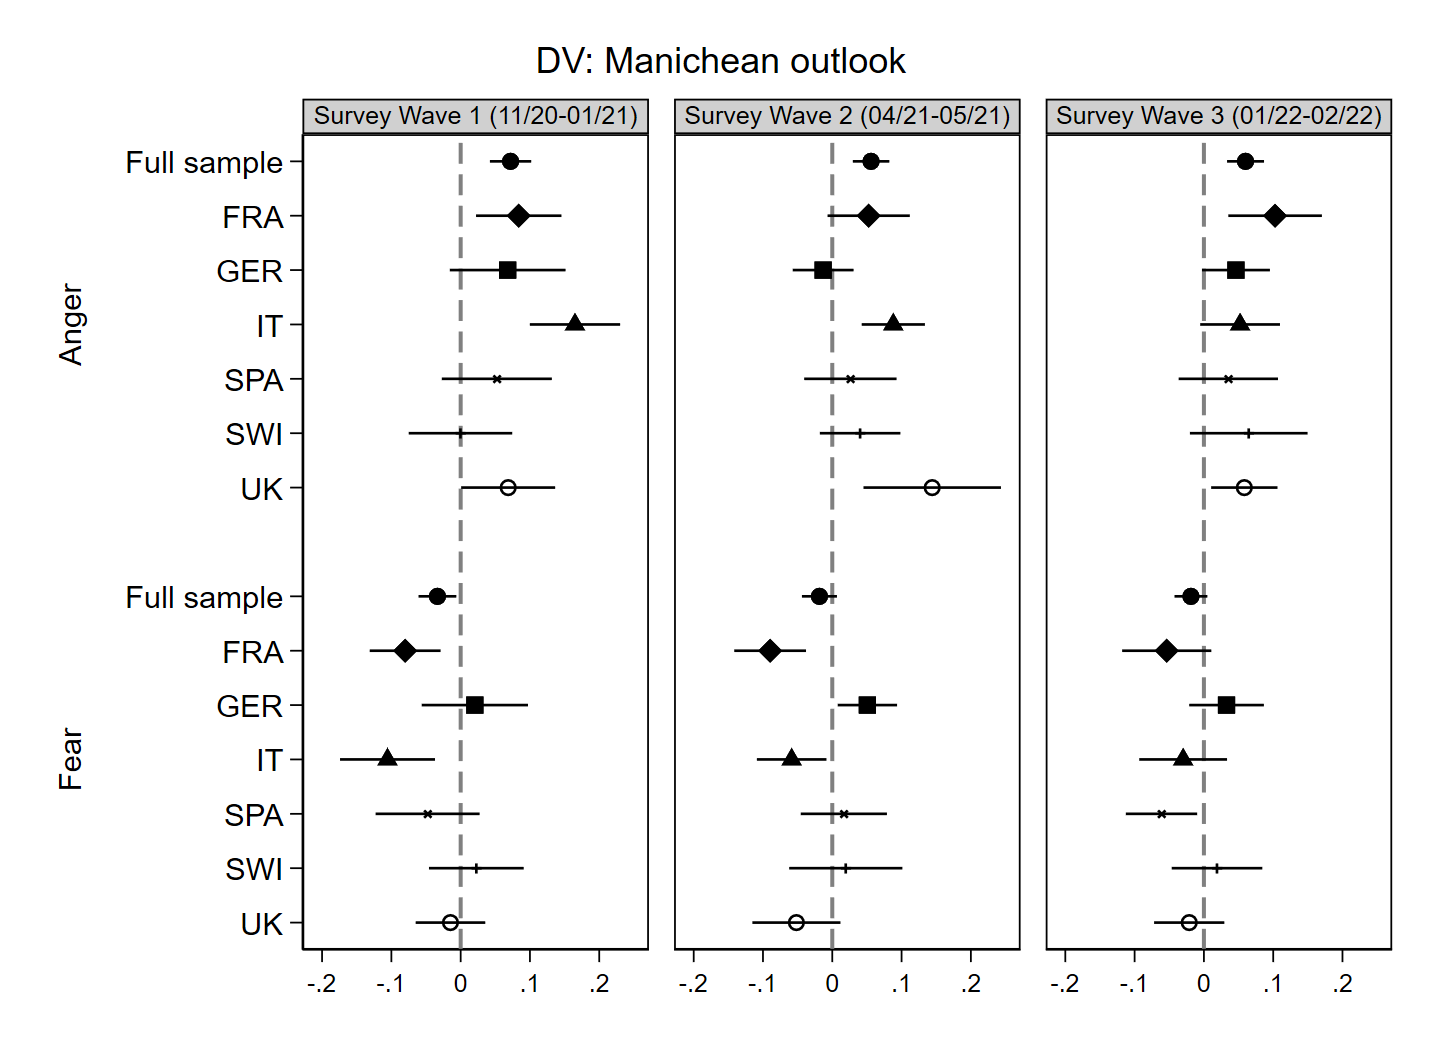 DV: Manichean outlook
Survey Wave 1 (11/20-01/21)
Survey Wave 2 (04/21-05/21)
Survey Wave 3 (01/22-02/22)
Anger
Full sample
FRA
GER
IT
SPA
SWI
UK
Fear
Full sample
FRA
GER
IT
SPA
SWI
UK
-.2 -.1 0 .1 .2
-.2 -.1 0 .1 .2
-.2 -.1 0 .1 .2